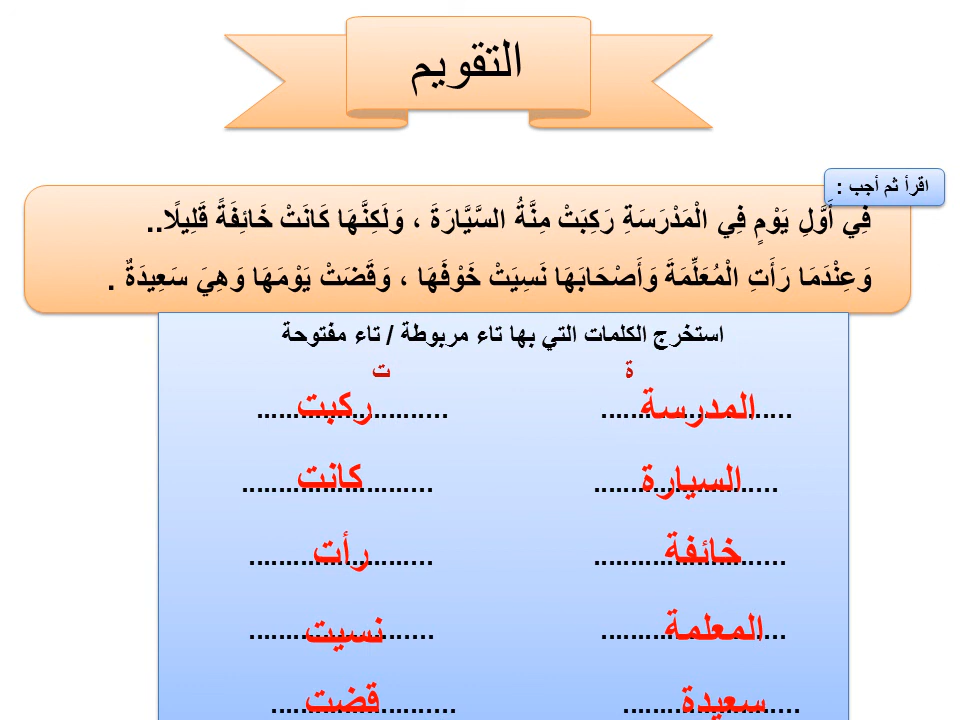 التقويم
اقرأ ثم أجب :
فِي أَوَّلِ يَوْمٍ فِي الْمَدْرَسَةِ رَكِبَتْ مِنَّةُ السَّيَّارَةَ ، وَلَكِنَّهَا كَانَتْ خَائِفَةً قَلِيلًا..
وَعِنْدَمَا رَأَتِ الْمُعَلِّمَةَ وَأَصْحَابَهَا نَسِيَتْ خَوْفَهَا ، وَقَضَتْ يَوْمَهَا وَهِيَ سَعِيدَةٌ .
استخرج الكلمات التي بها تاء مربوطة / تاء مفتوحة
ة ت
المدرسة ركبت
السيارة كانت
خائفة رأت
المعلمة نسيت
سعيدة قضت